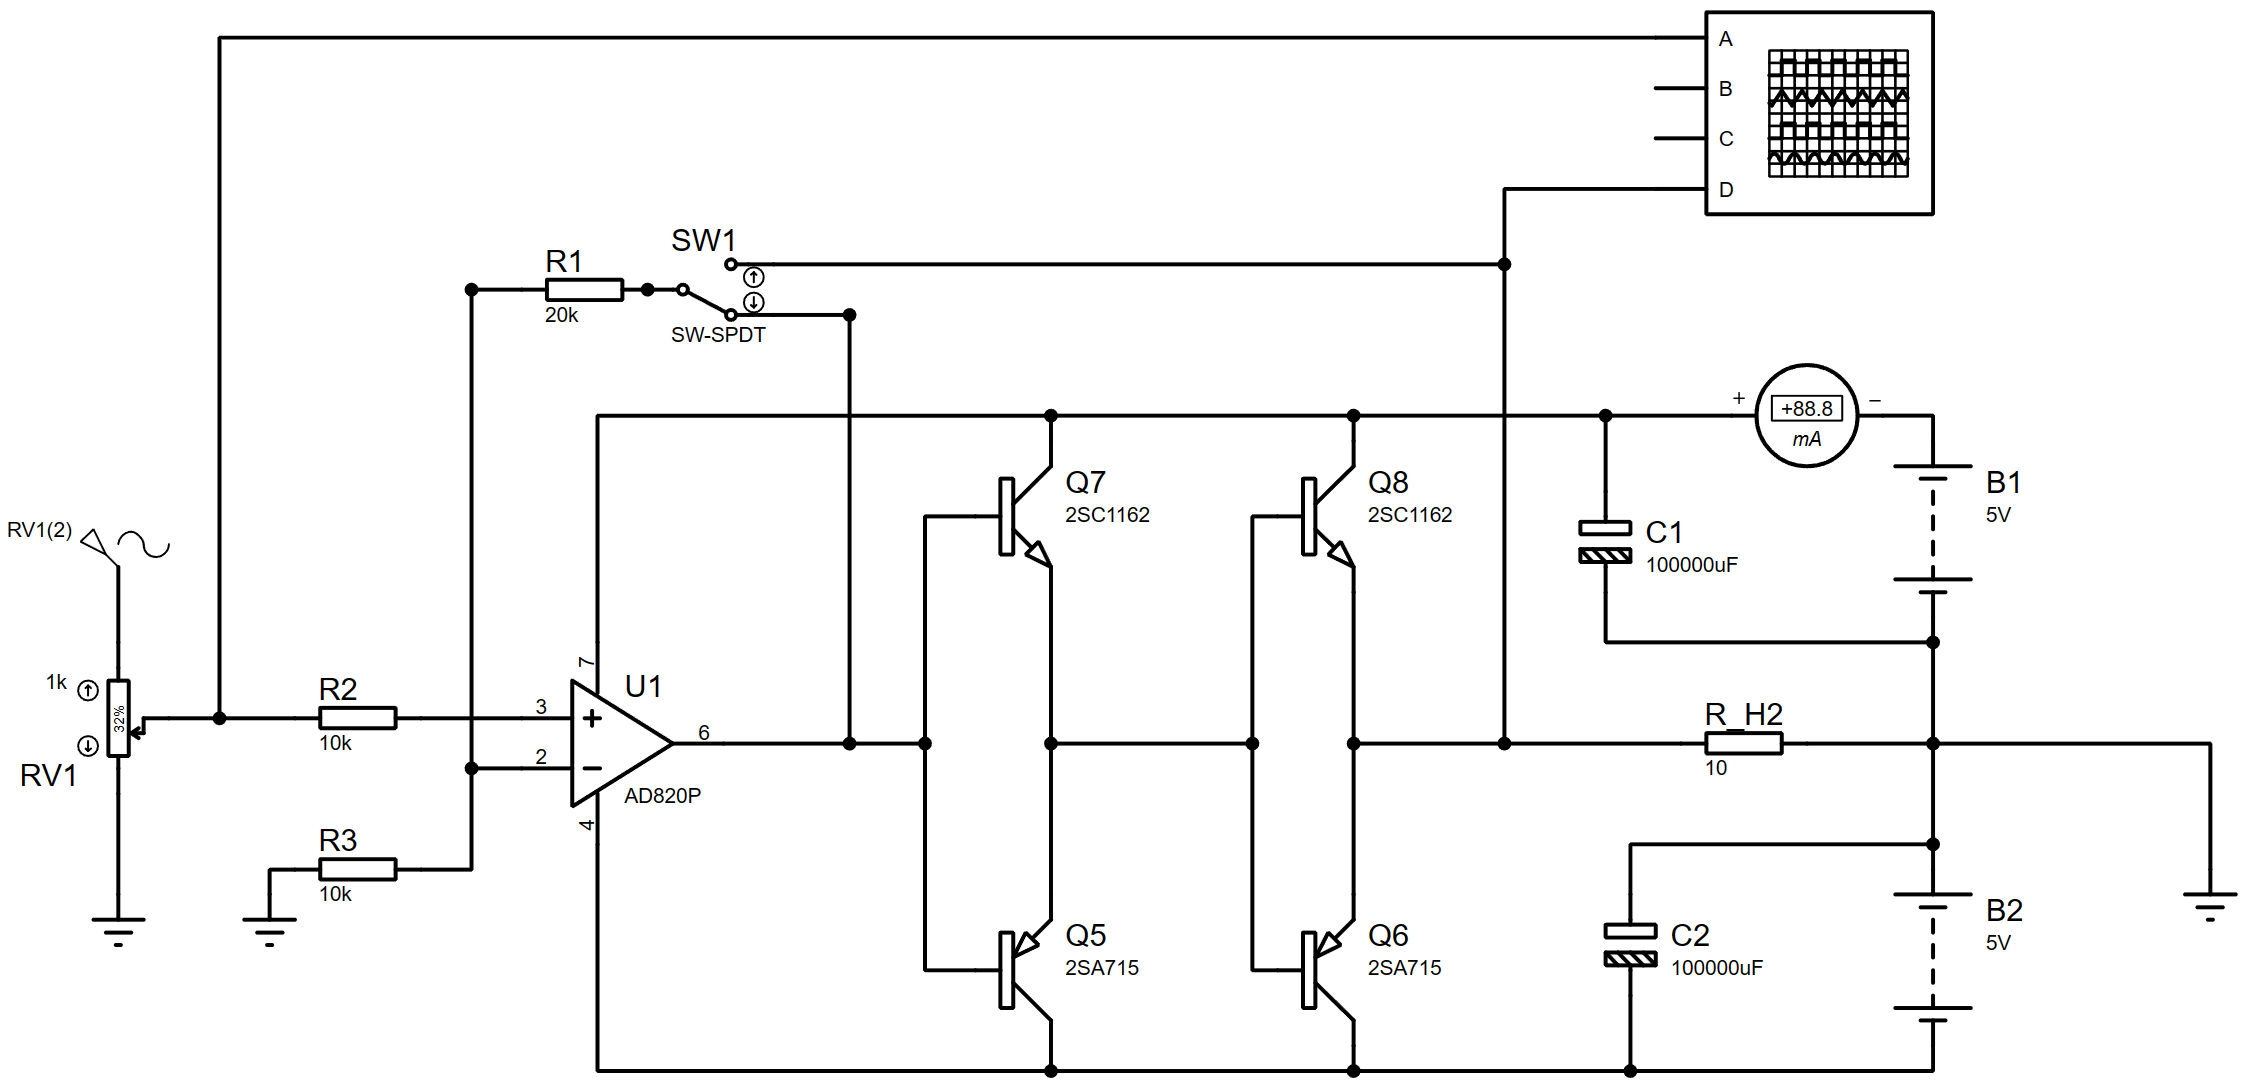 A
B
C
D
SW1
R1
20k
SW-SPDT
+ −
+88.8
mA
Q7
2SC1162
Q8
2SC1162
B1
5V
C1
100000uF
RV1(2)
1k
32%
RV1
R2
10k
7
U1
3
2
6
4
AD820P
R_H2
10
R3
10k
Q5
2SA715
Q6
2SA715
C2
100000uF
B2
5V